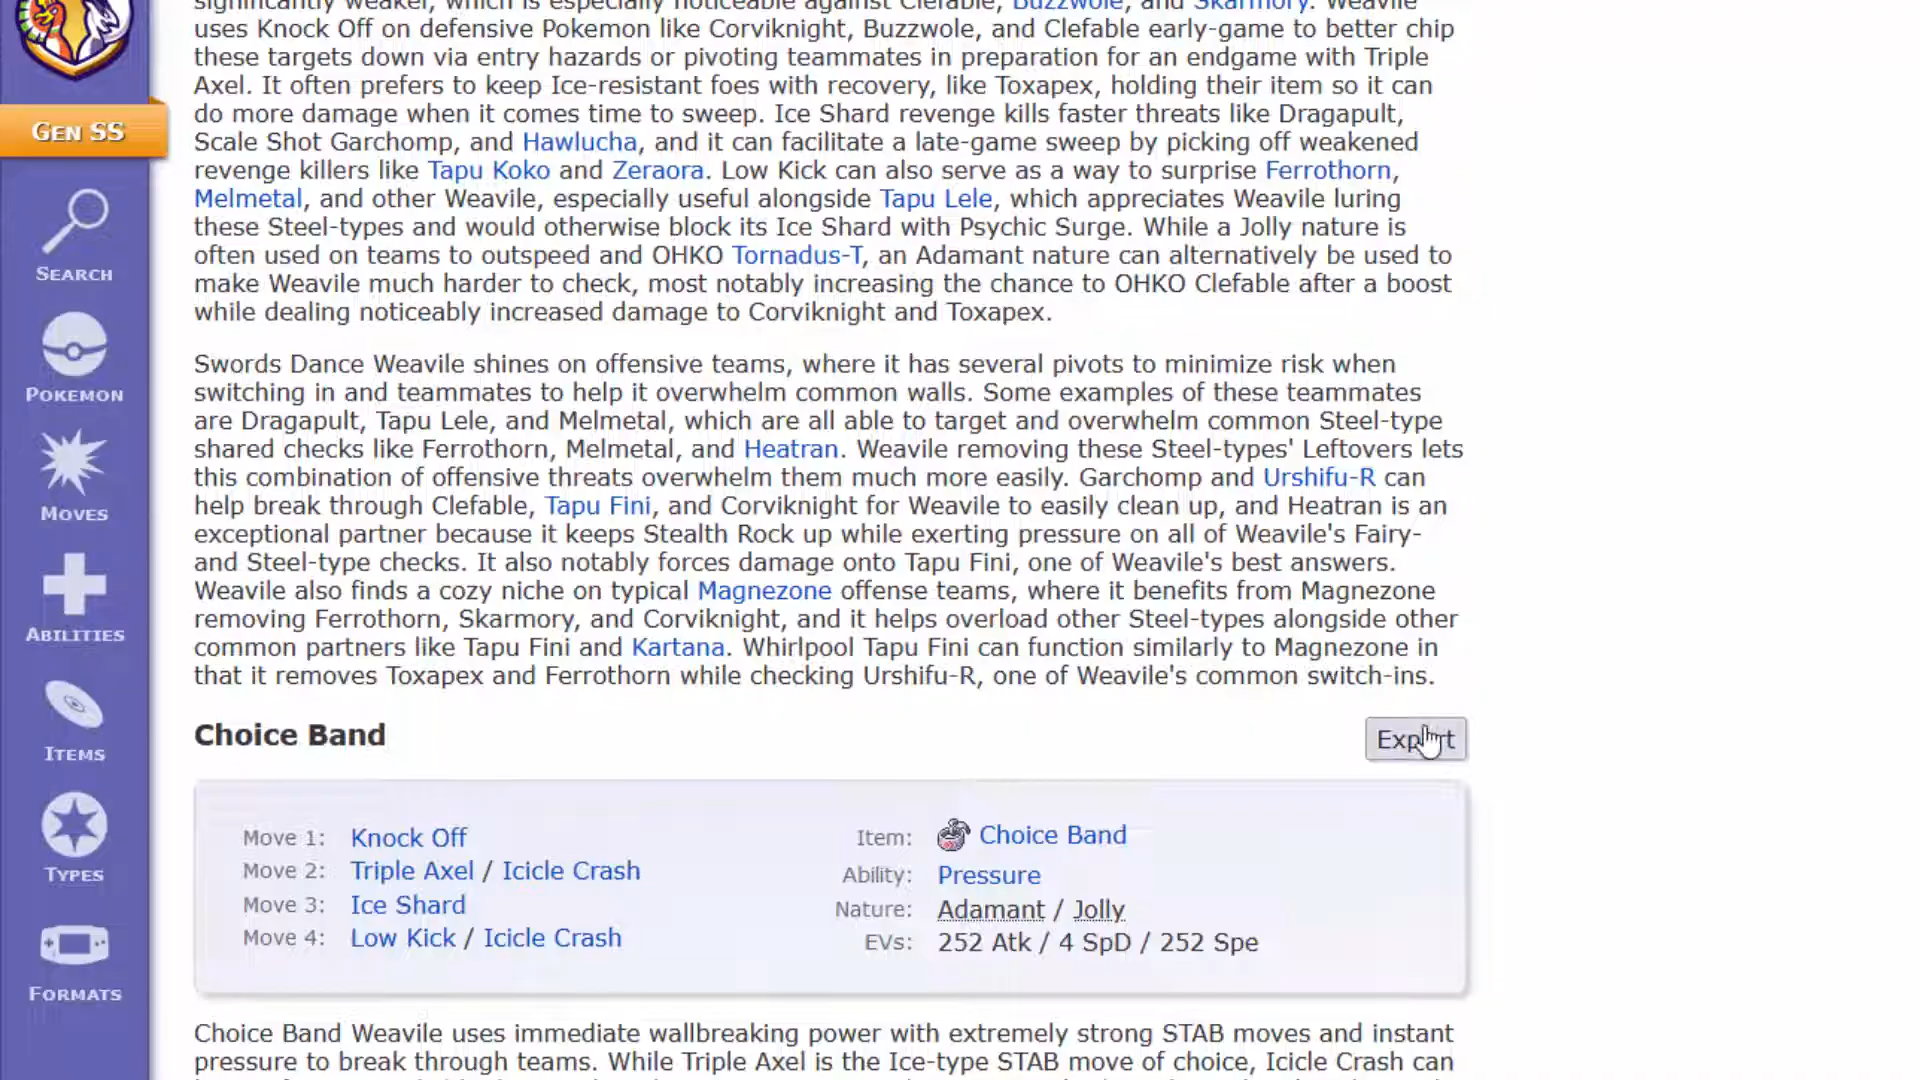 significantly weaker, which is especially noticeable against Clefable, Buzzwole, and Skarmory. Weavile
uses Knock Off on defensive Pokemon like Corviknight, Buzzwole, and Clefable early-game to better chip
these targets down via entry hazards or pivoting teammates in preparation for an endgame with Triple
Axel. It often prefers to keep Ice-resistant foes with recovery, like Toxapex, holding their item so it can
do more damage when it comes time to sweep. Ice Shard revenge kills faster threats like Dragapult,
Scale Shot Garchomp, and Hawlucha, and it can facilitate a late-game sweep by picking off weakened
revenge killers like Tapu Koko and Zeraora. Low Kick can also serve as a way to surprise Ferrothorn,
Melmetal, and other Weavile, especially useful alongside Tapu Lele, which appreciates Weavile luring
these Steel-types and would otherwise block its Ice Shard with Psychic Surge. While a Jolly nature is
often used on teams to outspeed and OHKO Tornadus-T, an Adamant nature can alternatively be used to
make Weavile much harder to check, most notably increasing the chance to OHKO Clefable after a boost
while dealing noticeably increased damage to Corviknight and Toxapex.
Swords Dance Weavile shines on offensive teams, where it has several pivots to minimize risk when
switching in and teammates to help it overwhelm common walls. Some examples of these teammates
are Dragapult, Tapu Lele, and Melmetal, which are all able to target and overwhelm common Steel-type
shared checks like Ferrothorn, Melmetal, and Heatran. Weavile removing these Steel-types' Leftovers lets
this combination of offensive threats overwhelm them much more easily. Garchomp and Urshifu-R can
help break through Clefable, Tapu Fini, and Corviknight for Weavile to easily clean up, and Heatran is an
exceptional partner because it keeps Stealth Rock up while exerting pressure on all of Weavile's Fairy-
and Steel-type checks. It also notably forces damage onto Tapu Fini, one of Weavile's best answers.
Weavile also finds a cozy niche on typical Magnezone offense teams, where it benefits from Magnezone
removing Ferrothorn, Skarmory, and Corviknight, and it helps overload other Steel-types alongside other
common partners like Tapu Fini and Kartana. Whirlpool Tapu Fini can function similarly to Magnezone in
that it removes Toxapex and Ferrothorn while checking Urshifu-R, one of Weavile's common switch-ins.
Choice Band
Export
Move 1: Knock Off
Move 2: Triple Axel / Icicle Crash
Move 3: Ice Shard
Move 4: Low Kick / Icicle Crash
Item: Choice Band
Ability: Pressure
Nature: Adamant / Jolly
EVs: 252 Atk / 4 SpD / 252 Spe
Choice Band Weavile uses immediate wallbreaking power with extremely strong STAB moves and instant
pressure to break through teams. While Triple Axel is the Ice-type STAB move of choice, Icicle Crash can
GEN SS
SEARCH
POKEMON
MOVES
ABILITIES
ITEMS
TYPES
FORMATS